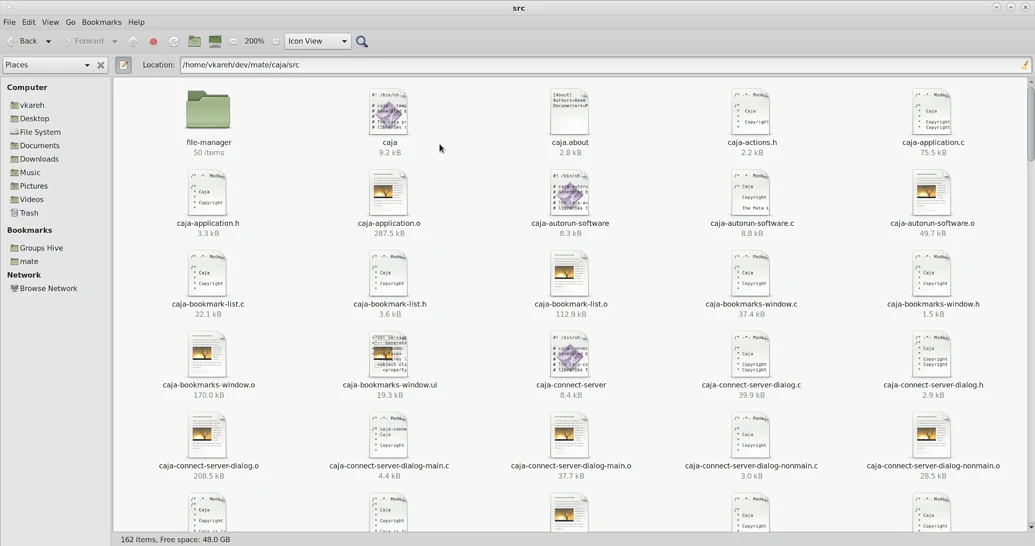 src
File Edit View Go Bookmarks Help
Back Forward 200% Icon View
Places Location: /home/vkareh/dev/mate/caja/src
Computer
vkareh
Desktop
File System
Documents
Downloads
Music
Pictures
Videos
Trash
Bookmarks
Groups Hive
mate
Network
Browse Network
file-manager caja caja.about caja-actions.h caja-application.c
50 items 9.2 kB 2.8 kB 2.2 kB 75.5 kB
caja-application.h caja-application.o caja-autorun-software caja-autorun-software.c caja-autorun-software.o
3.3 kB 287.5 kB 8.3 kB 8.8 kB 49.7 kB
caja-bookmark-list.c caja-bookmark-list.h caja-bookmark-list.o caja-bookmarks-window.c caja-bookmarks-window.h
22.1 kB 3.6 kB 112.9 kB 37.4 kB 1.5 kB
caja-bookmarks-window.o caja-bookmarks-window.ui caja-connect-server caja-connect-server-dialog.c caja-connect-server-dialog.h
170.0 kB 19.3 kB 8.4 kB 39.9 kB 2.9 kB
caja-connect-server-dialog.o caja-connect-server-dialog-main.c caja-connect-server-dialog-main.o caja-connect-server-dialog-nonmain.c caja-connect-server-dialog-nonmain.o
208.5 kB 4.4 kB 37.7 kB 3.0 kB 28.5 kB
162 items, Free space: 48.0 GB